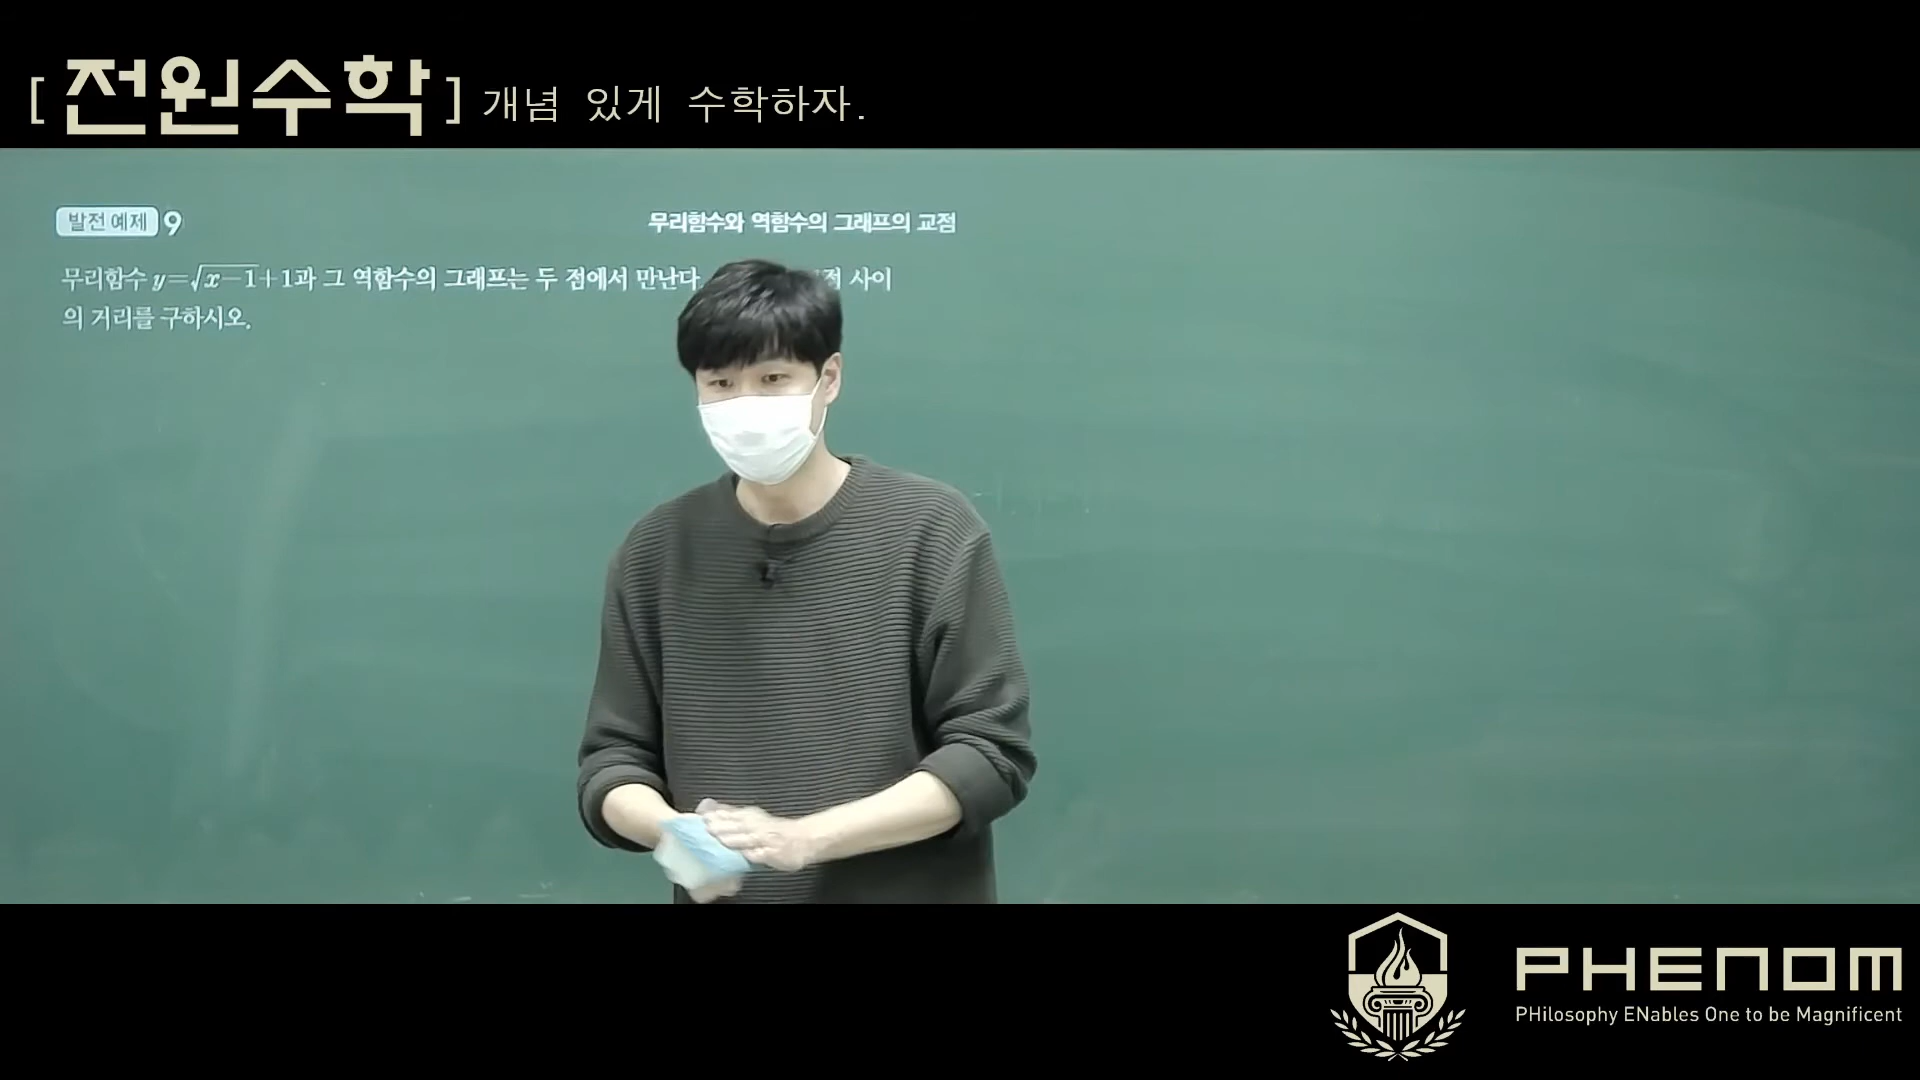 [전원수학] 개념 있게 수학하자.
발전 예제 9 무리함수와 역함수의 그래프의 교점
무리함수 y=√x−1+1과 그 역함수의 그래프는 두 점에서 만난다. 점 사이
의 거리를 구하시오.
PHENOM
PHilosophy ENables One to be Magnificent